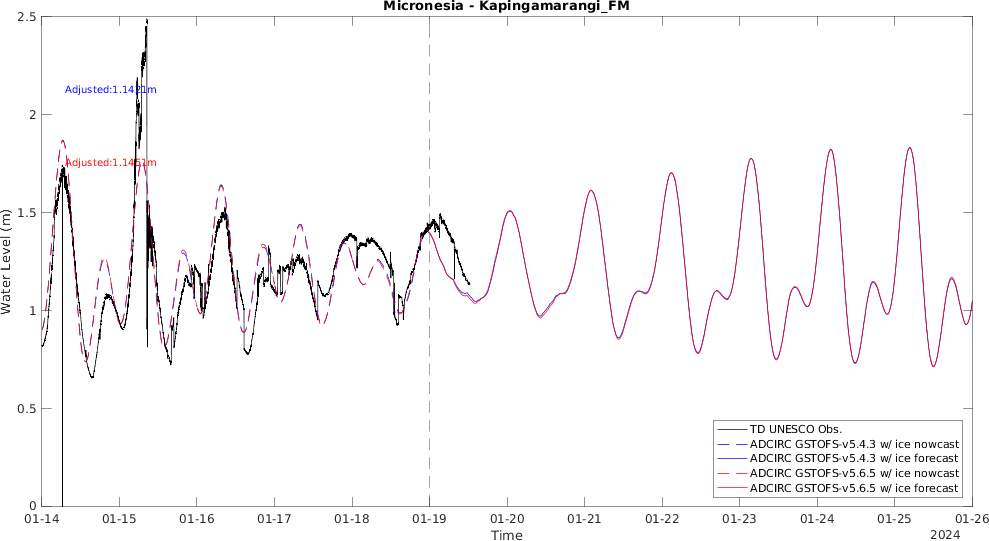 Micronesia - Kapingamarangi_FM
Water Level (m)
2.5
2
1.5
1
0.5
0
Adjusted:1.1421m
Adjusted:1.1451m
TD UNESCO Obs.
ADCIRC GSTOFS-v5.4.3 w/ ice nowcast
ADCIRC GSTOFS-v5.4.3 w/ ice forecast
ADCIRC GSTOFS-v5.6.5 w/ ice nowcast
ADCIRC GSTOFS-v5.6.5 w/ ice forecast
01-14 01-15 01-16 01-17 01-18 01-19 01-20 01-21 01-22 01-23 01-24 01-25 01-26
Time
2024